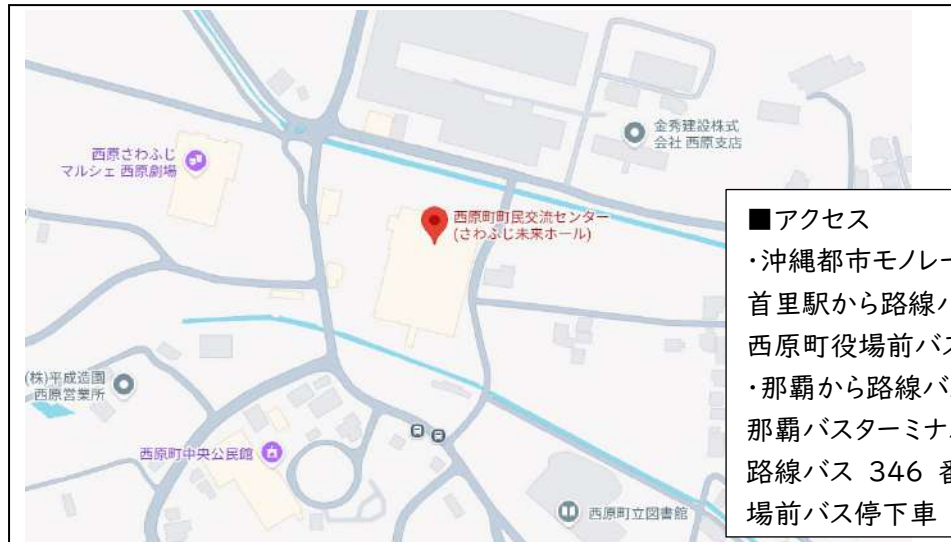 金秀建設株式
会社 西原支店
西原さわふじ
マルシェ 西原劇場
西原町町民交流センター
(さわふじ未来ホール)
(株)平成造園
西原営業所
西原町中央公民館
西原町立図書館
■アクセス
・沖縄都市モノレー
首里駅から路線バ
西原町役場前バス
・那覇から路線バ
那覇バスターミナ
路線バス 346 番
場前バス停下車